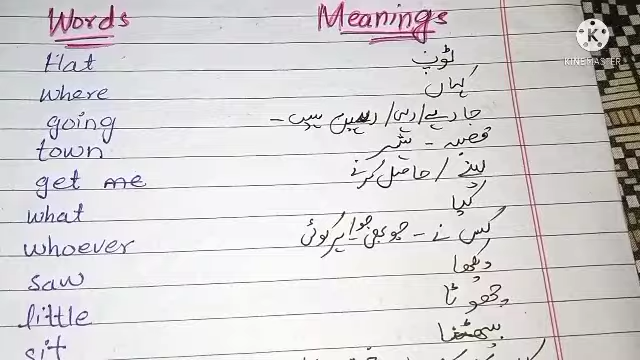 Words Meanings
KINEMASTER
Hat ٹوپ
where کہاں
going جا رہے/رہی/رہیں ہیں -
town قصبہ - شہر
get me لینے / حاصل کرنے
what کیا
whoever کس نے - جو بھی - ہر کوئی
saw دیکھا
little چھوٹا
sit بیٹھنا